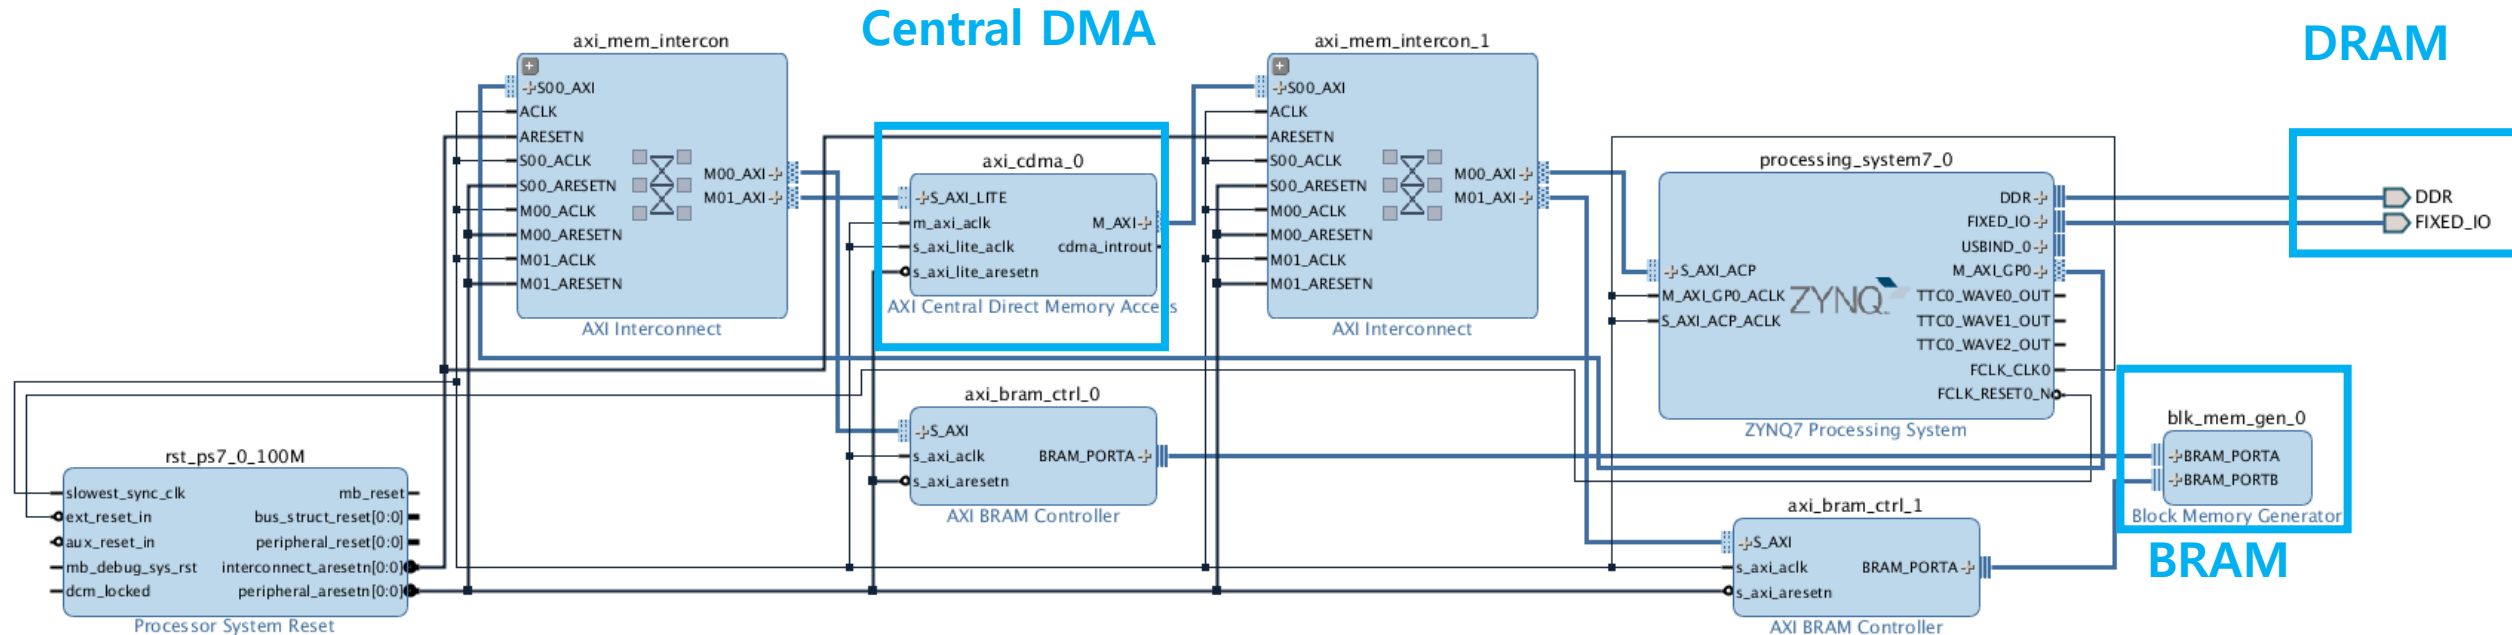 Central DMA
DRAM
axi_mem_intercon
S00_AXI
ACLK
ARESETN
S00_ACLK
S00_ARESETN
M00_ACLK
M00_ARESETN
M01_ACLK
M01_ARESETN
M00_AXI
M01_AXI
AXI Interconnect
axi_cdma_0
S_AXI_LITE
m_axi_aclk
s_axi_lite_aclk
s_axi_lite_aresetn
M_AXI
cdma_introut
AXI Central Direct Memory Access
axi_mem_intercon_1
S00_AXI
ACLK
ARESETN
S00_ACLK
S00_ARESETN
M00_ACLK
M00_ARESETN
M01_ACLK
M01_ARESETN
M00_AXI
M01_AXI
AXI Interconnect
processing_system7_0
S_AXI_ACP
M_AXI_GP0_ACLK
S_AXI_ACP_ACLK
ZYNQ
DDR
FIXED_IO
USBIND_0
M_AXI_GP0
TTC0_WAVE0_OUT
TTC0_WAVE1_OUT
TTC0_WAVE2_OUT
FCLK_CLK0
FCLK_RESET0_N
ZYNQ7 Processing System
DDR
FIXED_IO
axi_bram_ctrl_0
S_AXI
s_axi_aclk
s_axi_aresetn
BRAM_PORTA
AXI BRAM Controller
blk_mem_gen_0
BRAM_PORTA
BRAM_PORTB
Block Memory Generator
BRAM
rst_ps7_0_100M
slowest_sync_clk
ext_reset_in
aux_reset_in
mb_debug_sys_rst
dcm_locked
mb_reset
bus_struct_reset[0:0]
peripheral_reset[0:0]
interconnect_aresetn[0:0]
peripheral_aresetn[0:0]
Processor System Reset
axi_bram_ctrl_1
S_AXI
s_axi_aclk
s_axi_aresetn
BRAM_PORTA
AXI BRAM Controller